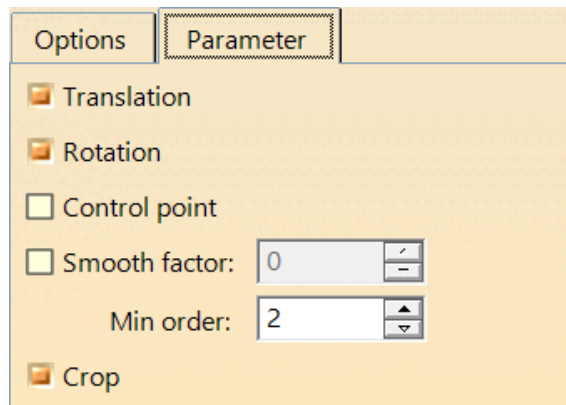 Options Parameter
Translation
Rotation
Control point
Smooth factor: 0
Min order: 2
Crop